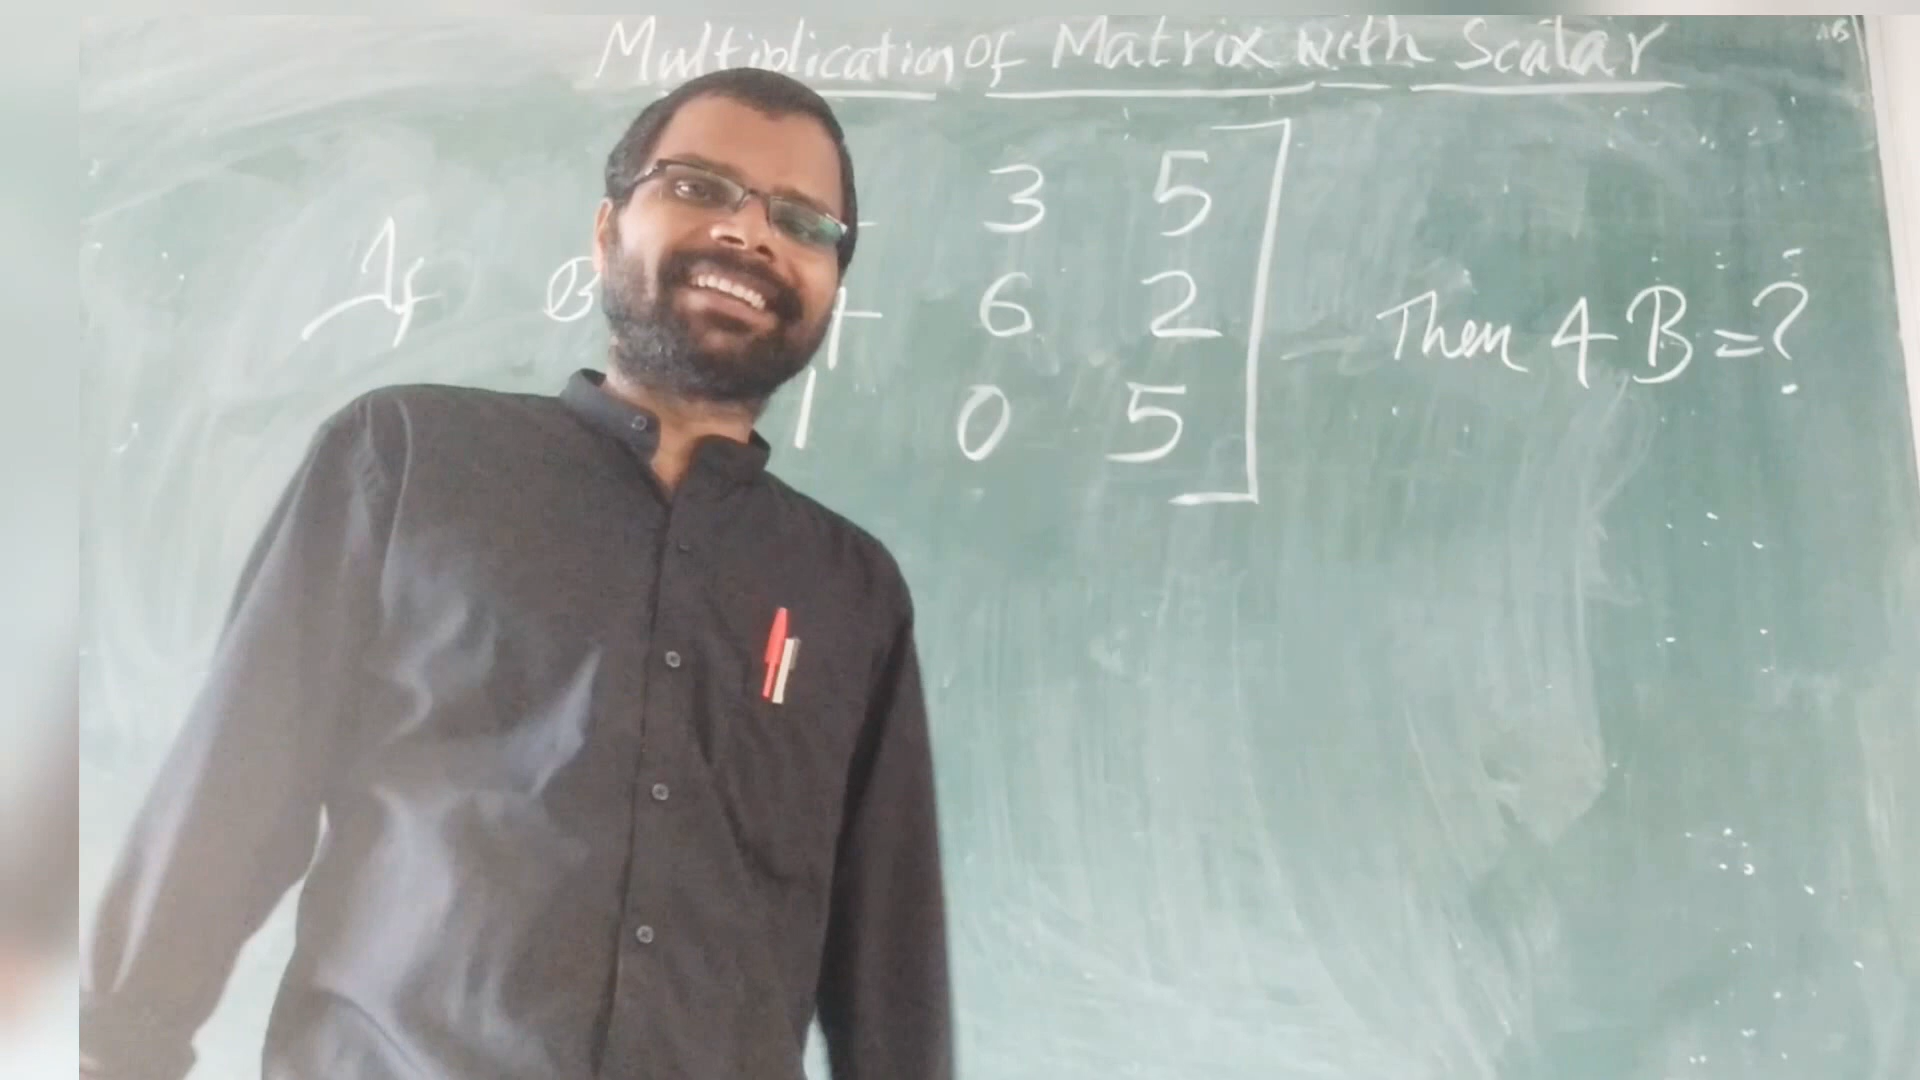 Multiplication of Matrix with Scalar
3 5
If B 6 2 Then 4B=?
1 0 5